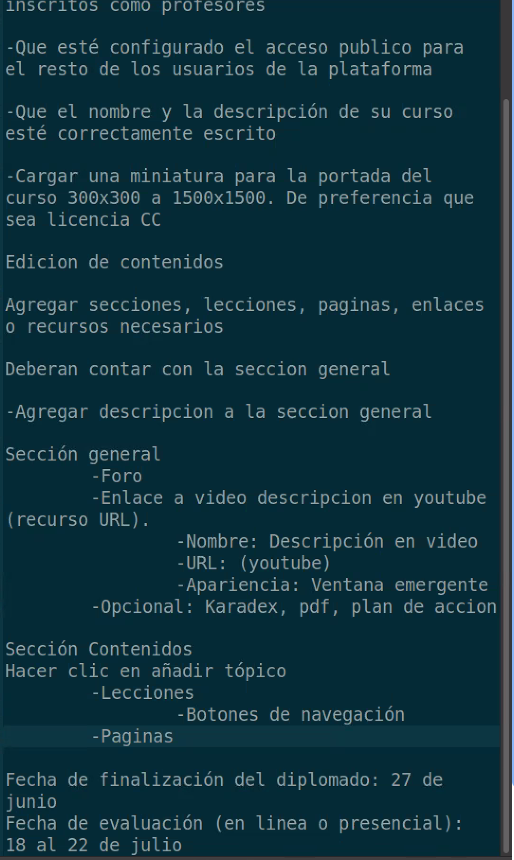 inscritos como profesores
-Que esté configurado el acceso publico para
el resto de los usuarios de la plataforma
-Que el nombre y la descripción de su curso
esté correctamente escrito
-Cargar una miniatura para la portada del
curso 300x300 a 1500x1500. De preferencia que
sea licencia CC
Edicion de contenidos
Agregar secciones, lecciones, paginas, enlaces
o recursos necesarios
Deberan contar con la seccion general
-Agregar descripcion a la seccion general
Sección general
-Foro
-Enlace a video descripcion en youtube
(recurso URL).
-Nombre: Descripción en video
-URL: (youtube)
-Apariencia: Ventana emergente
-Opcional: Karadex, pdf, plan de accion
Sección Contenidos
Hacer clic en añadir tópico
-Lecciones
-Botones de navegación
-Paginas
Fecha de finalización del diplomado: 27 de
junio
Fecha de evaluación (en linea o presencial):
18 al 22 de julio